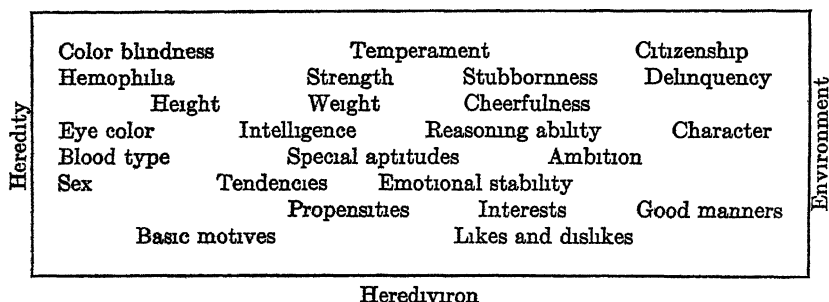 Color blindness Temperament Citizenship
Hemophilia Strength Stubbornness Delinquency
Height Weight Cheerfulness
Eye color Intelligence Reasoning ability Character
Blood type Special aptitudes Ambition
Sex Tendencies Emotional stability
Propensities Interests Good manners
Basic motives Likes and dislikes
Heredity
Environment
Herediviron